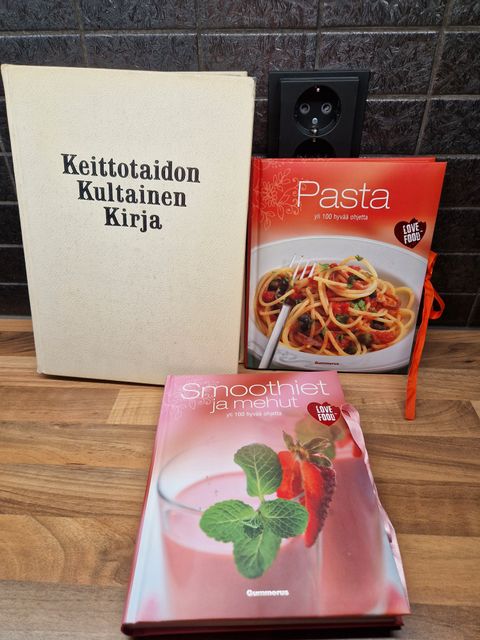 Keittotaidon
Kultainen
Kirja
Pasta
yli 100 hyvää ohjetta
LOVE
FOOD
Gummerus
Smoothiet
ja mehut
yli 100 hyvää ohjetta
LOVE
FOOD
Gummerus